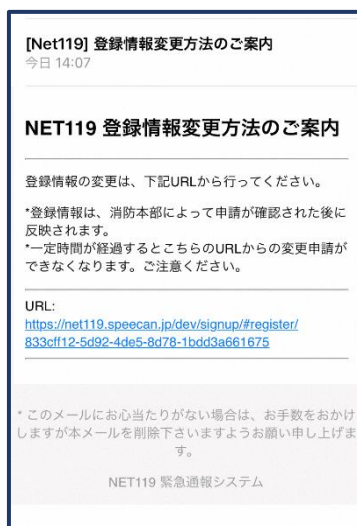 [Net119] 登録情報変更方法のご案内
今日 14:07
NET119 登録情報変更方法のご案内
登録情報の変更は、下記URLから行ってください。
*登録情報は、消防本部によって申請が確認された後に
反映されます。
*一定時間が経過するとこちらのURLからの変更申請が
できなくなります。ご注意ください。
URL:
https://net119.speecan.jp/dev/signup/#register/
833cff12-5d92-4de5-8d78-1bdd3a661675
* このメールにお心当たりがない場合は、お手数をおかけ
しますが本メールを削除下さいますようお願い申し上げま
す。
NET119 緊急通報システム